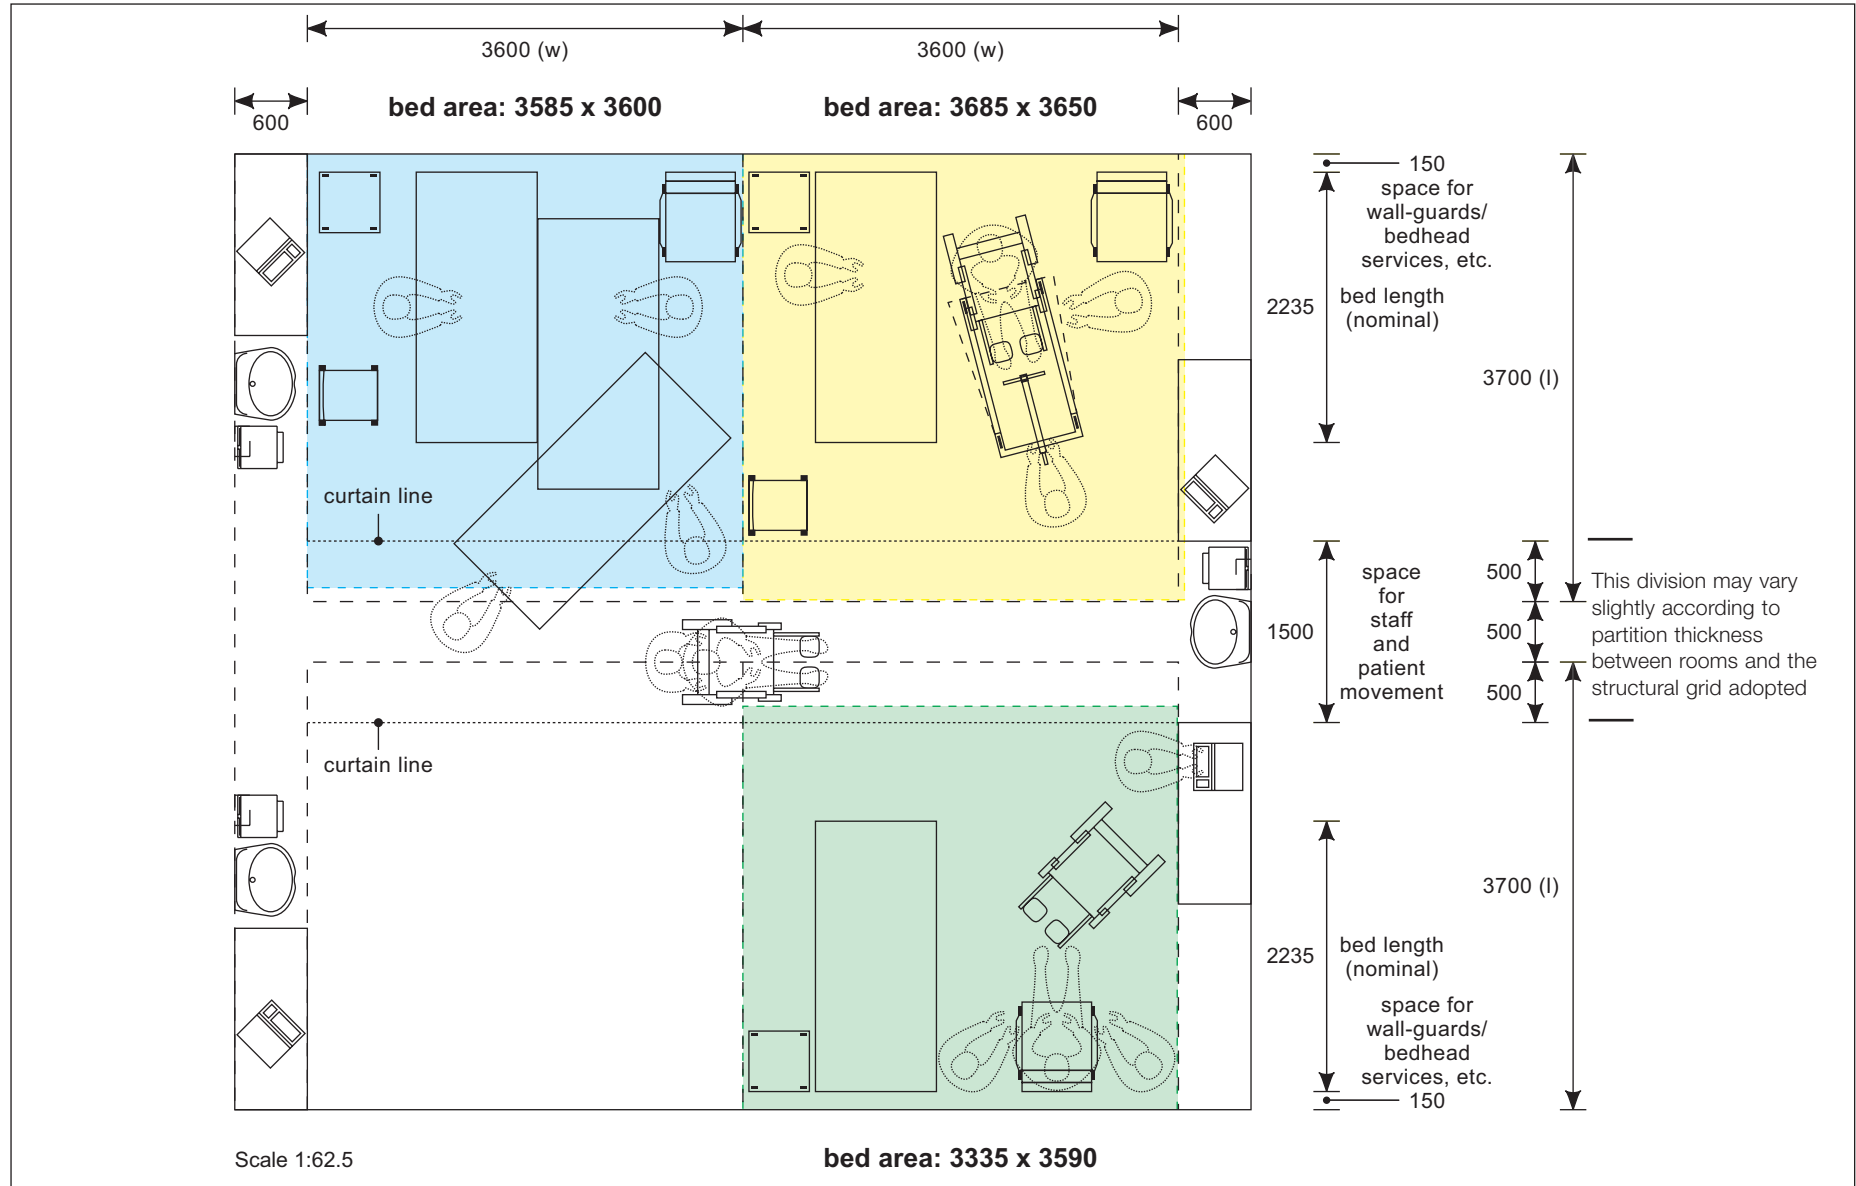 3600 (w)
3600 (w)
bed area: 3585 x 3600
bed area: 3685 x 3650
600
600
150
space for
wall-guards/
bedhead
services, etc.
2235
bed length
(nominal)
3700 (l)
curtain line
space
for
staff
and
patient
movement
1500
500
500
500
This division may vary
slightly according to
partition thickness
between rooms and the
structural grid adopted
curtain line
3700 (l)
2235
bed length
(nominal)
space for
wall-guards/
bedhead
services, etc.
150
Scale 1:62.5
bed area: 3335 x 3590